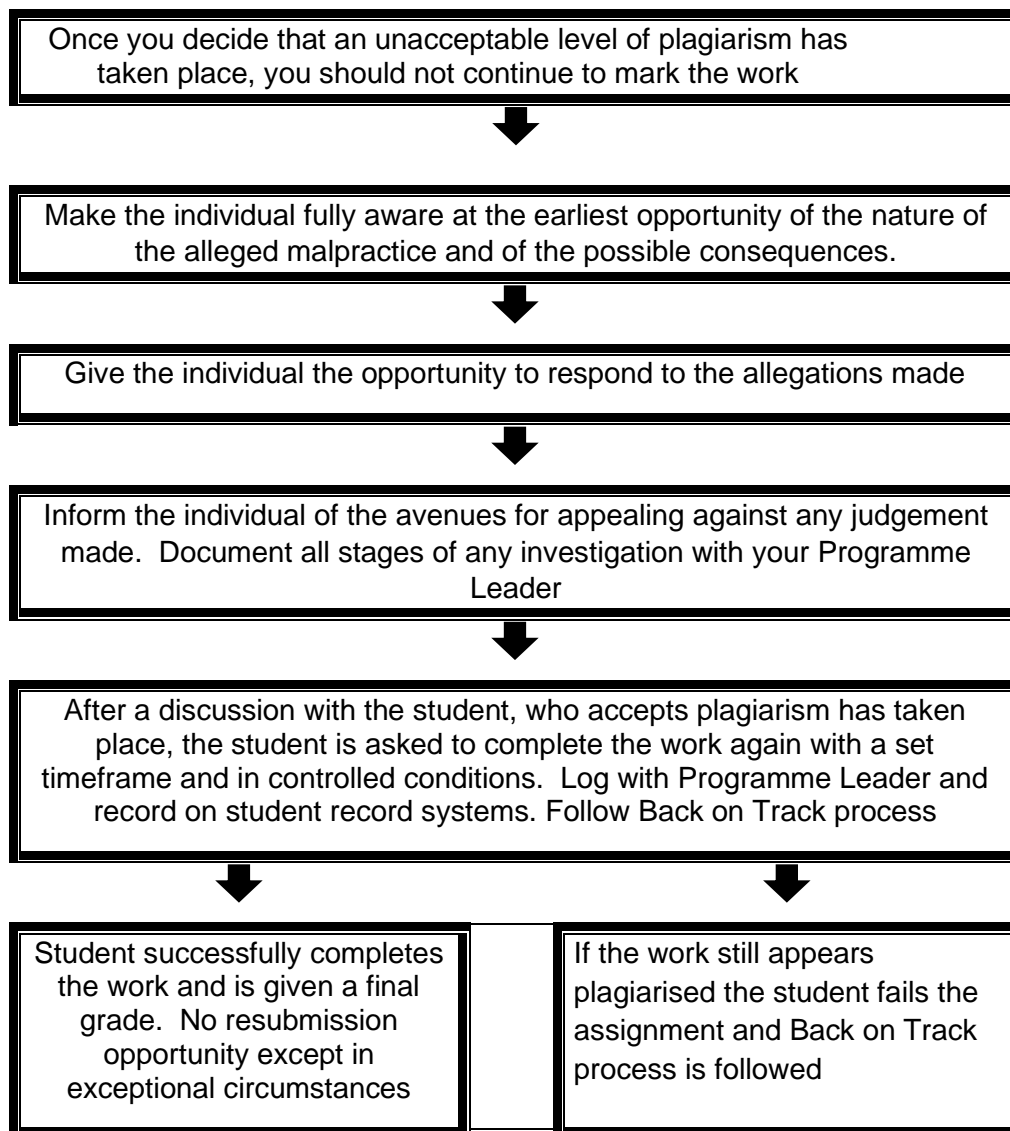 Once you decide that an unacceptable level of plagiarism has
taken place, you should not continue to mark the work
Make the individual fully aware at the earliest opportunity of the nature of
the alleged malpractice and of the possible consequences.
Give the individual the opportunity to respond to the allegations made
Inform the individual of the avenues for appealing against any judgement
made.  Document all stages of any investigation with your Programme
Leader
After a discussion with the student, who accepts plagiarism has taken
place, the student is asked to complete the work again with a set
timeframe and in controlled conditions.  Log with Programme Leader and
record on student record systems. Follow Back on Track process
Student successfully completes
the work and is given a final
grade.  No resubmission
opportunity except in
exceptional circumstances
If the work still appears
plagiarised the student fails the
assignment and Back on Track
process is followed